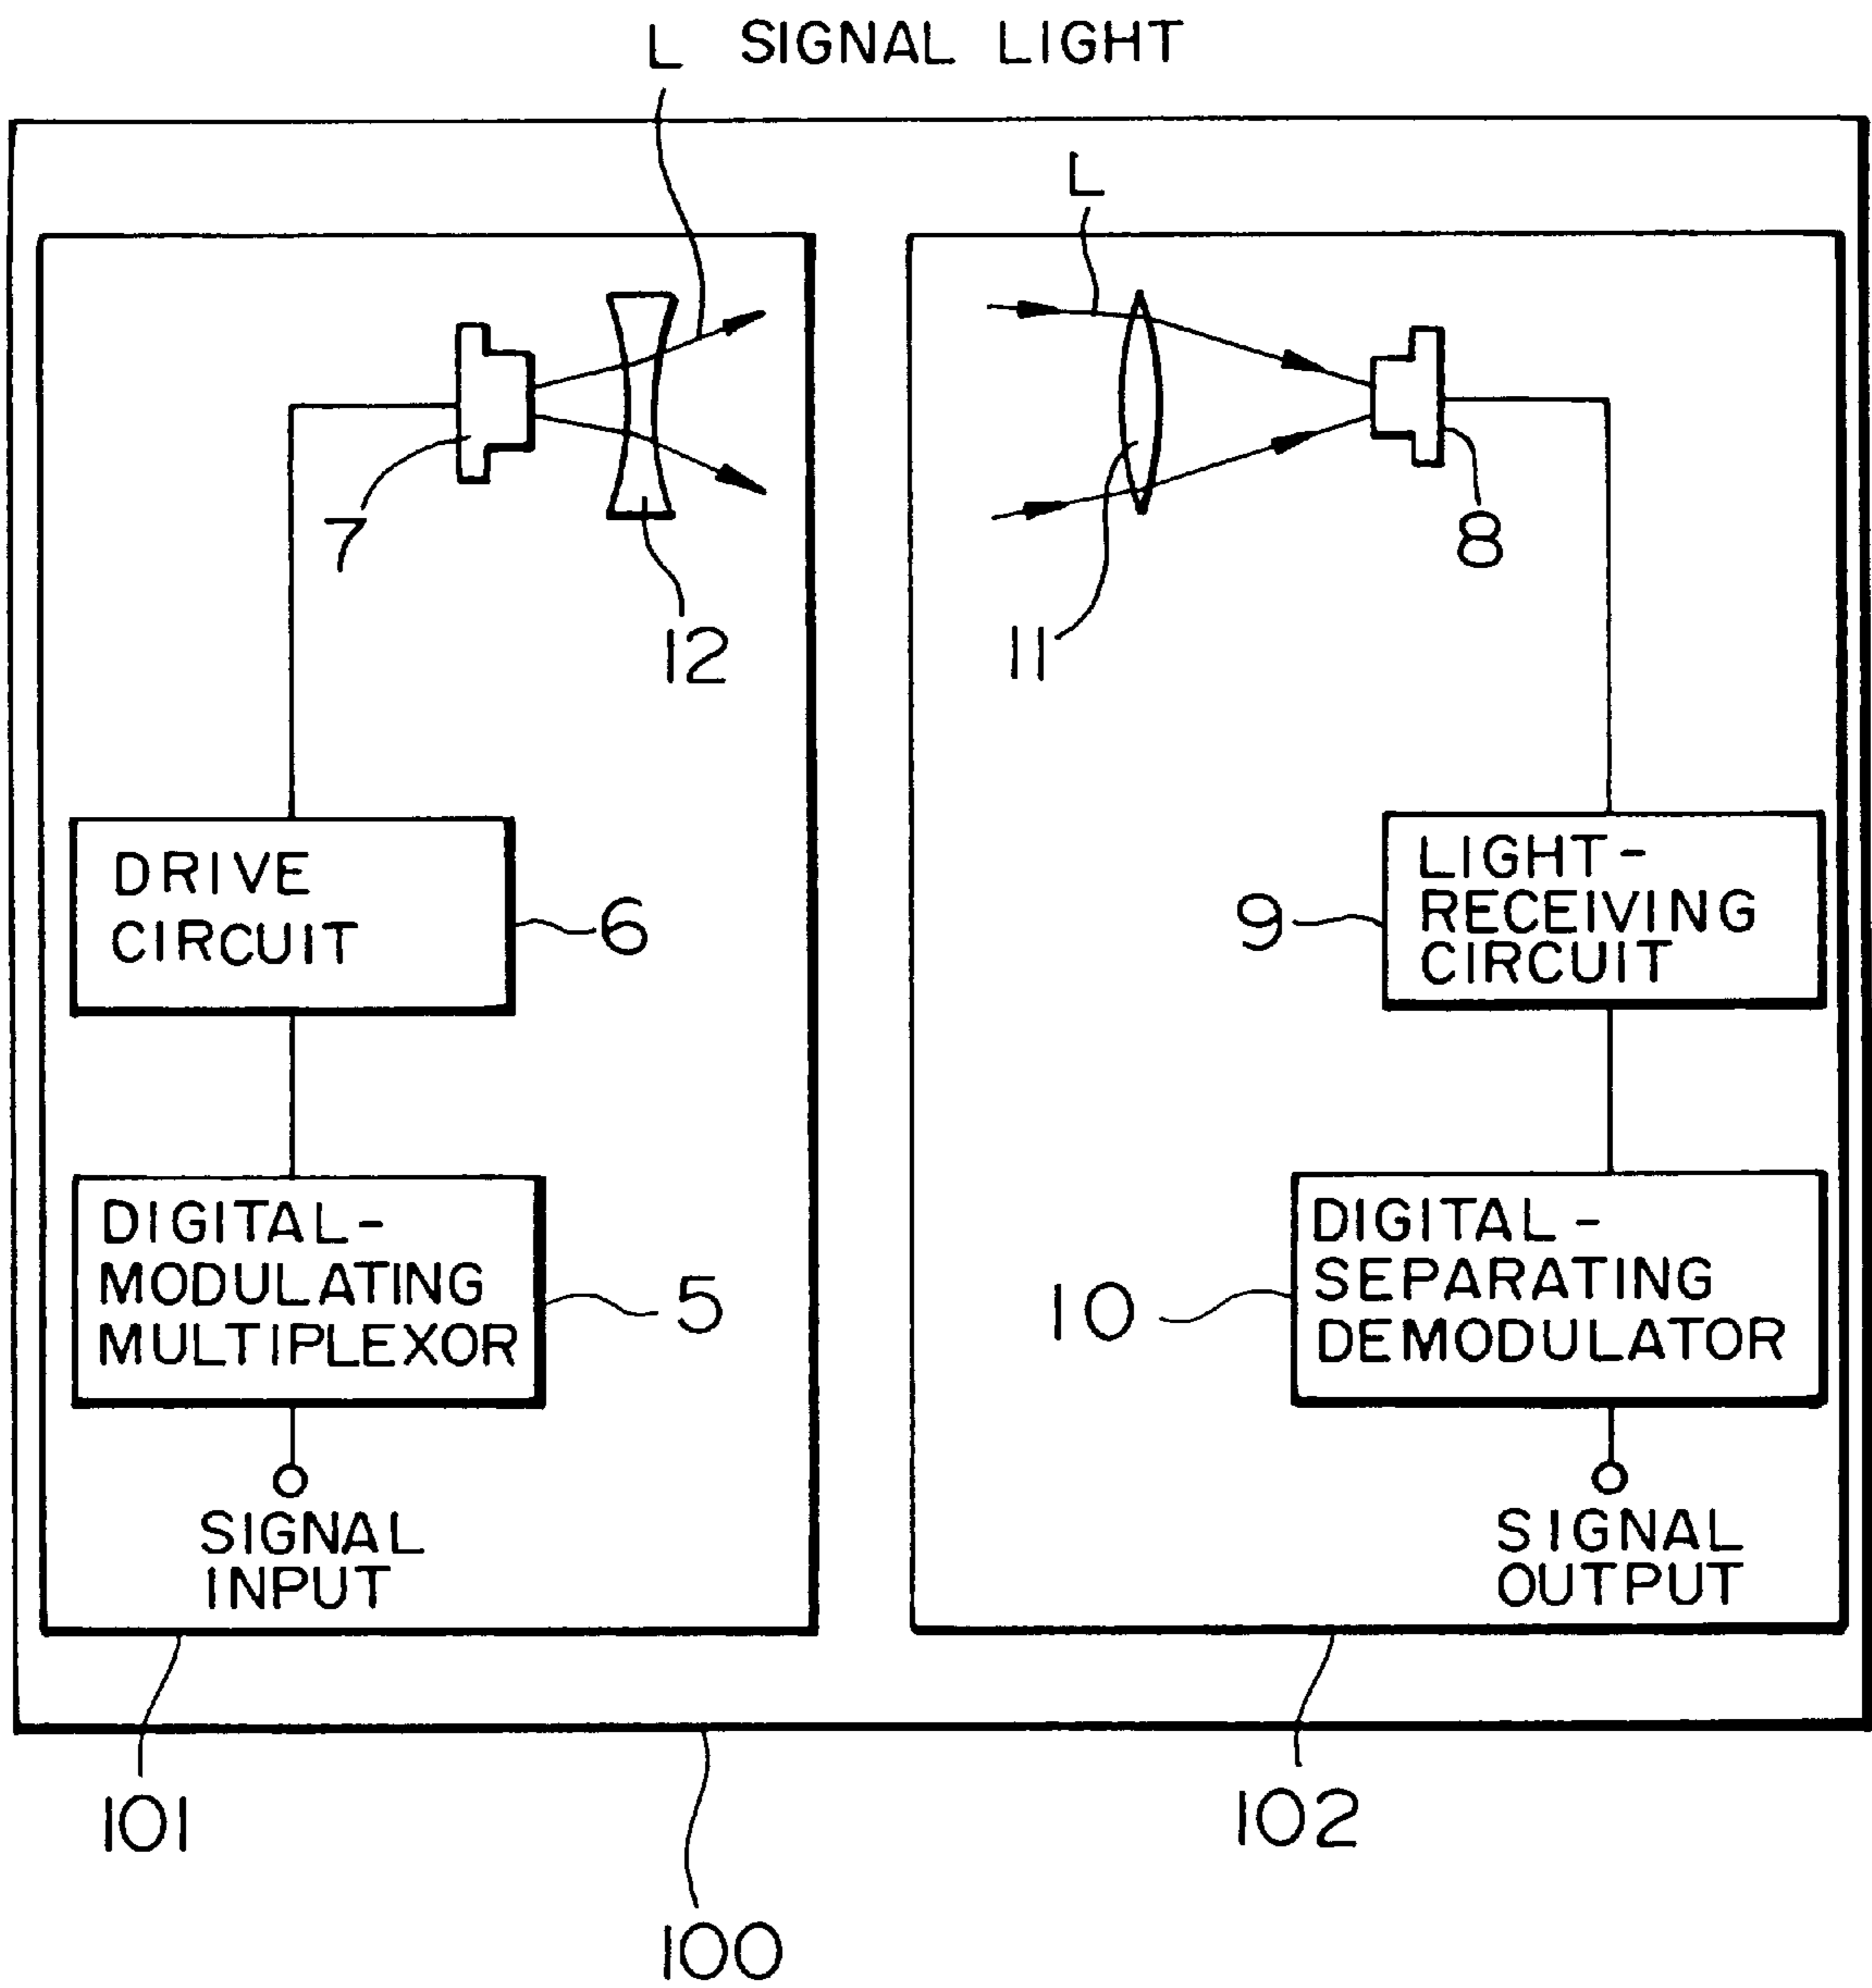 L SIGNAL LIGHT
L
7
12
11
8
DRIVE
CIRCUIT
6
9
LIGHT-
RECEIVING
CIRCUIT
DIGITAL-
MODULATING
MULTIPLEXOR
5
10
DIGITAL-
SEPARATING
DEMODULATOR
SIGNAL
INPUT
SIGNAL
OUTPUT
101
102
100